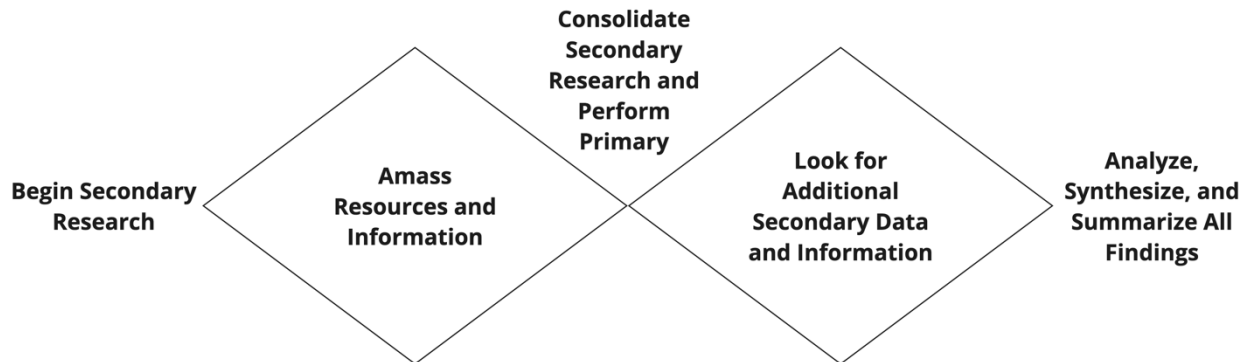 Begin Secondary
Research
Amass
Resources and
Information
Consolidate
Secondary
Research and
Perform
Primary
Look for
Additional
Secondary Data
and Information
Analyze,
Synthesize, and
Summarize All
Findings